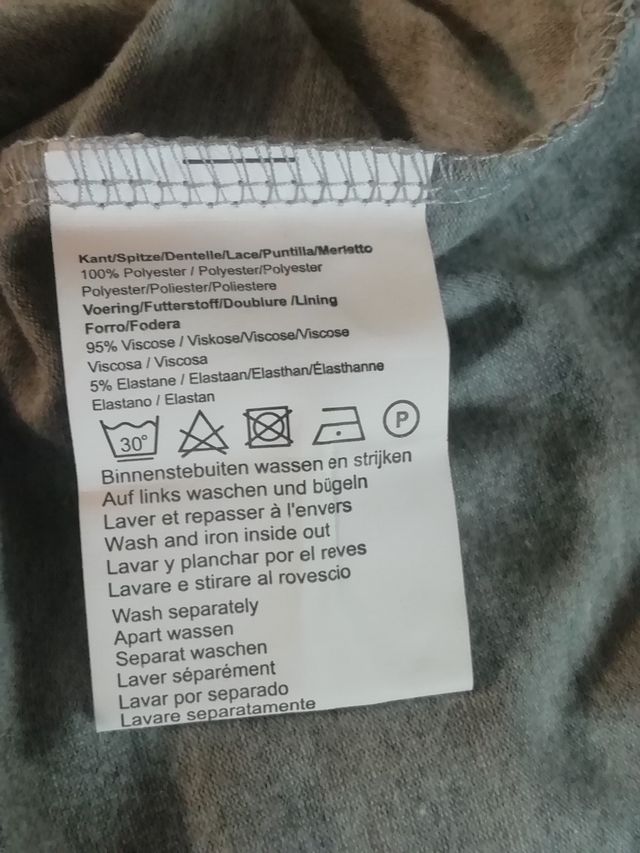 Kant/Spitze/Dentelle/Lace/Puntilla/Merletto
100% Polyester / Polyester/Polyester
Polyester/Poliester/Poliestere
Voering/Futterstoff/Doublure /Lining
Forro/Fodera
95% Viscose / Viskose/Viscose/Viscose
Viscosa / Viscosa
5% Elastane / Elastaan/Elasthan/Élasthanne
Elastano / Elastan
30° P
Binnenstebuiten wassen en strijken
Auf links waschen und bügeln
Laver et repasser à l'envers
Wash and iron inside out
Lavar y planchar por el reves
Lavare e stirare al rovescio
Wash separately
Apart wassen
Separat waschen
Laver séparément
Lavar por separado
Lavare separatamente